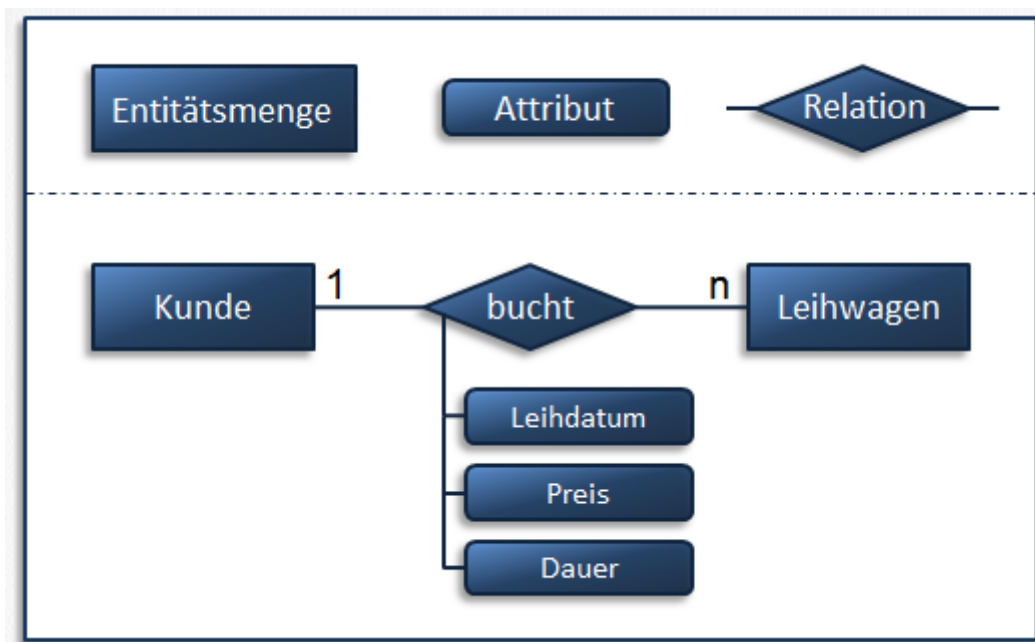 Entitätsmenge
Attribut
Relation
Kunde
1
bucht
n
Leihwagen
Leihdatum
Preis
Dauer